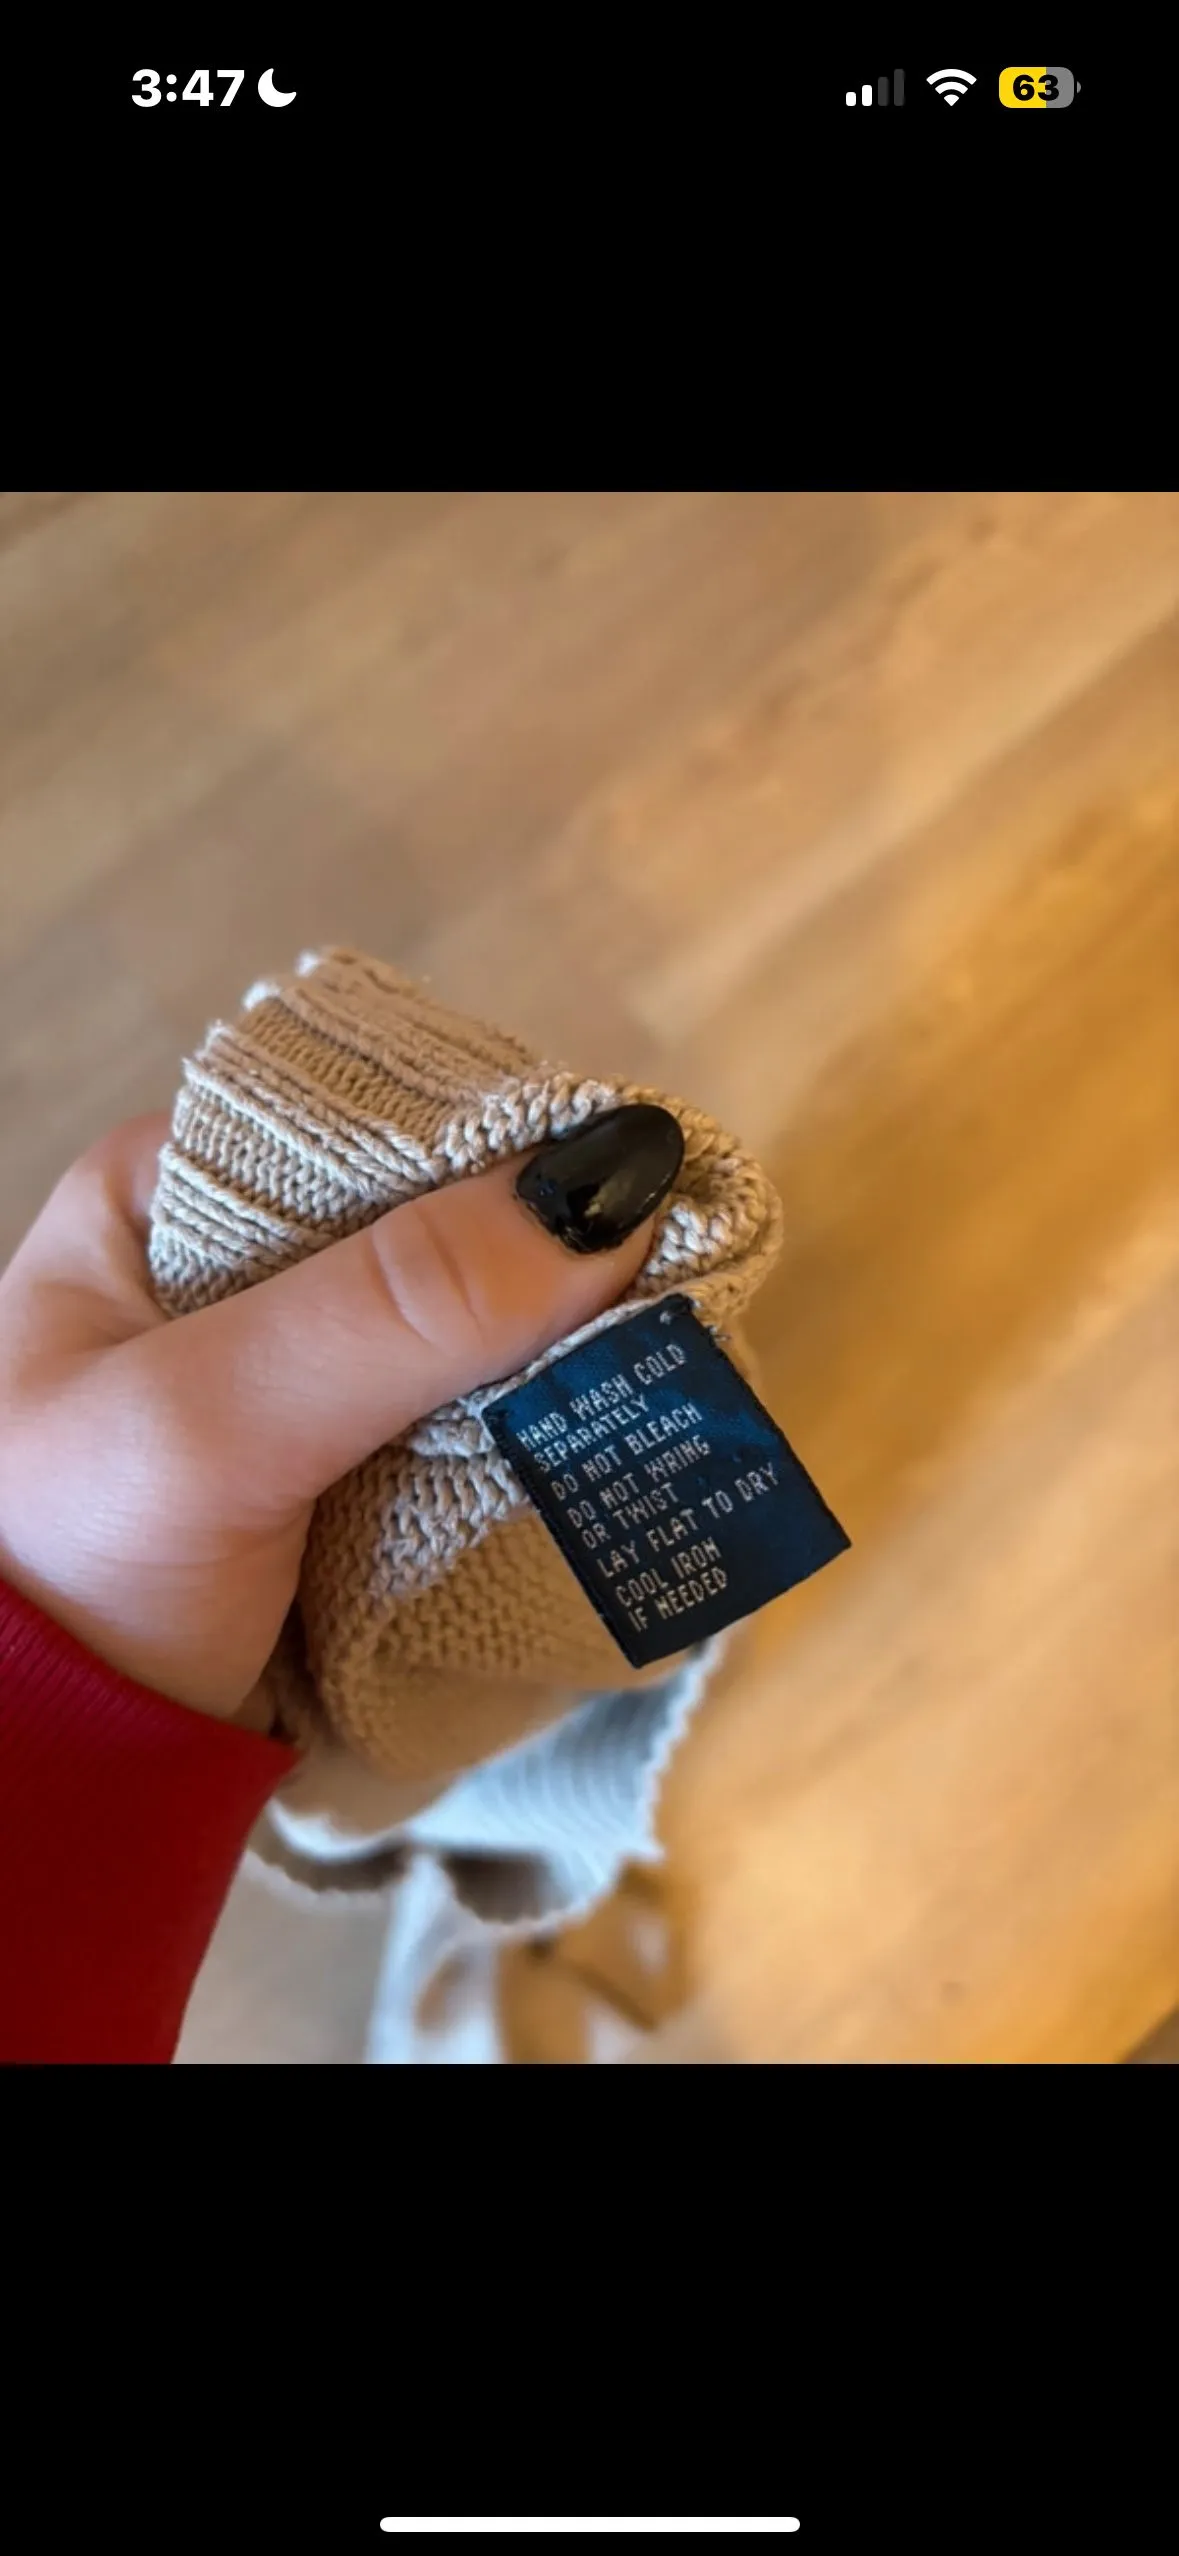 3:47
63
HAND WASH COLD
SEPARATELY
DO NOT BLEACH
DO NOT WRING
OR TWIST
LAY FLAT TO DRY
COOL IRON
IF NEEDED